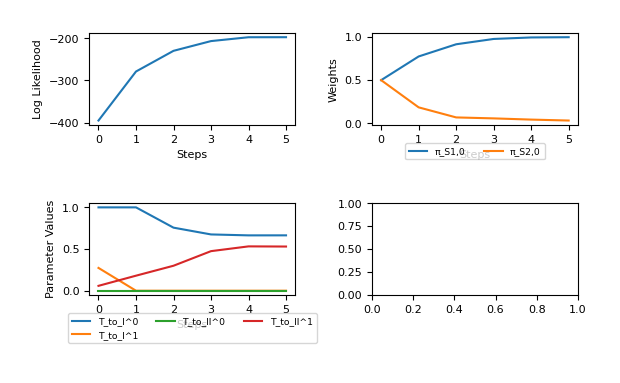 −200
−300
−400
Log Likelihood
0 1 2 3 4 5
Steps
1.0
0.5
0.0
Weights
0 1 2 3 4 5
Steps
π_S1,0 π_S2,0
1.0
0.5
0.0
Parameter Values
0 1 2 3 4 5
Steps
T_to_I^0 T_to_II^0 T_to_II^1
T_to_I^1
1.00
0.75
0.50
0.25
0.00
0.0 0.2 0.4 0.6 0.8 1.0